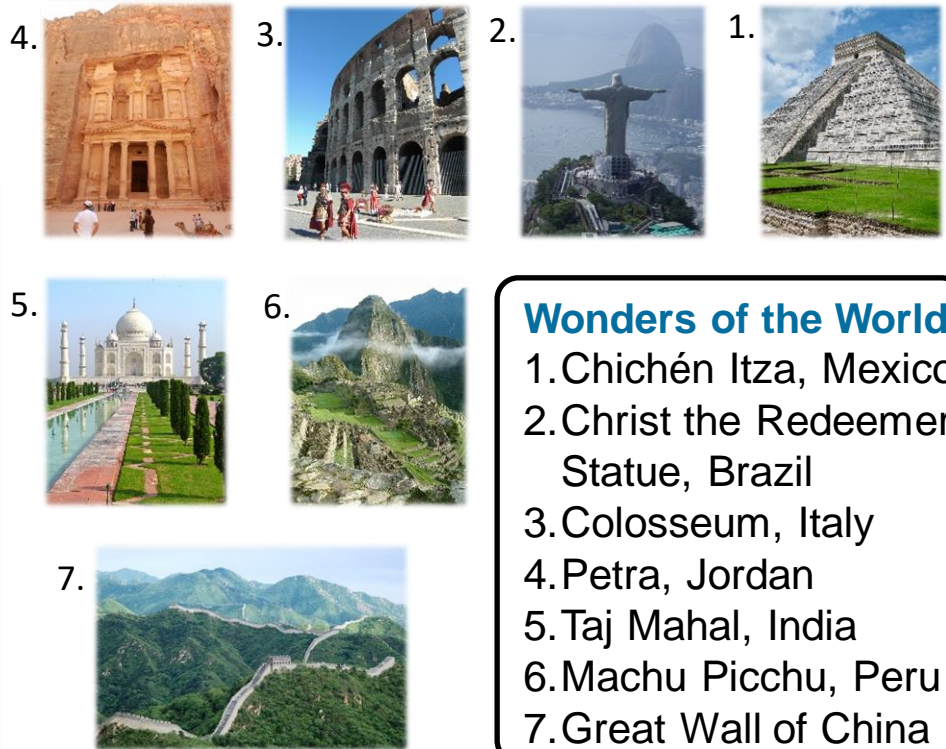 4.
3.
2.
1.
5.
6.
Wonders of the World
1.Chichén Itza, Mexico
2.Christ the Redeemer
Statue, Brazil
3.Colosseum, Italy
4.Petra, Jordan
5.Taj Mahal, India
6.Machu Picchu, Peru
7.Great Wall of China
7.